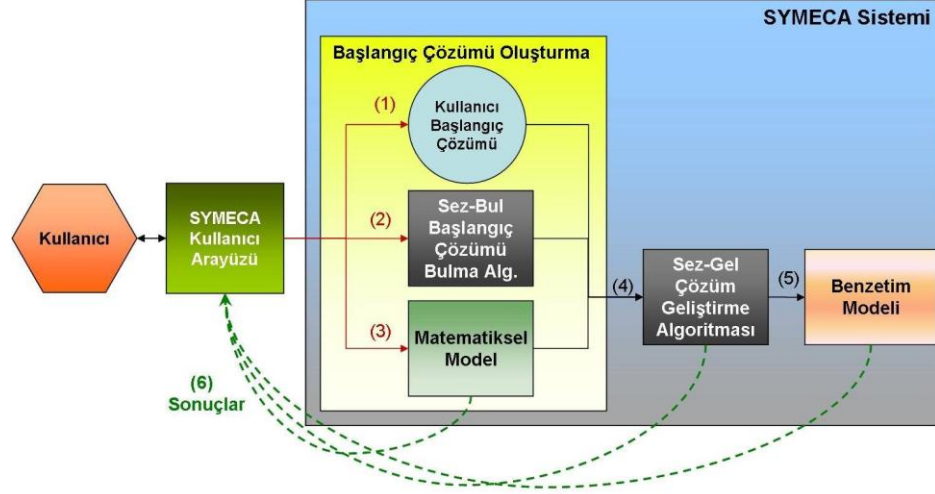 SYMECA Sistemi
Başlangıç Çözümü Oluşturma
(1)
Kullanıcı
Başlangıç
Çözümü
Kullanıcı
SYMECA
Kullanıcı
Arayüzü
(2)
Sez-Bul
Başlangıç
Çözümü
Bulma Alg.
(3)
Matematiksel
Model
(4)
Sez-Gel
Çözüm
Geliştirme
Algoritması
(5)
Benzetim
Modeli
(6)
Sonuçlar